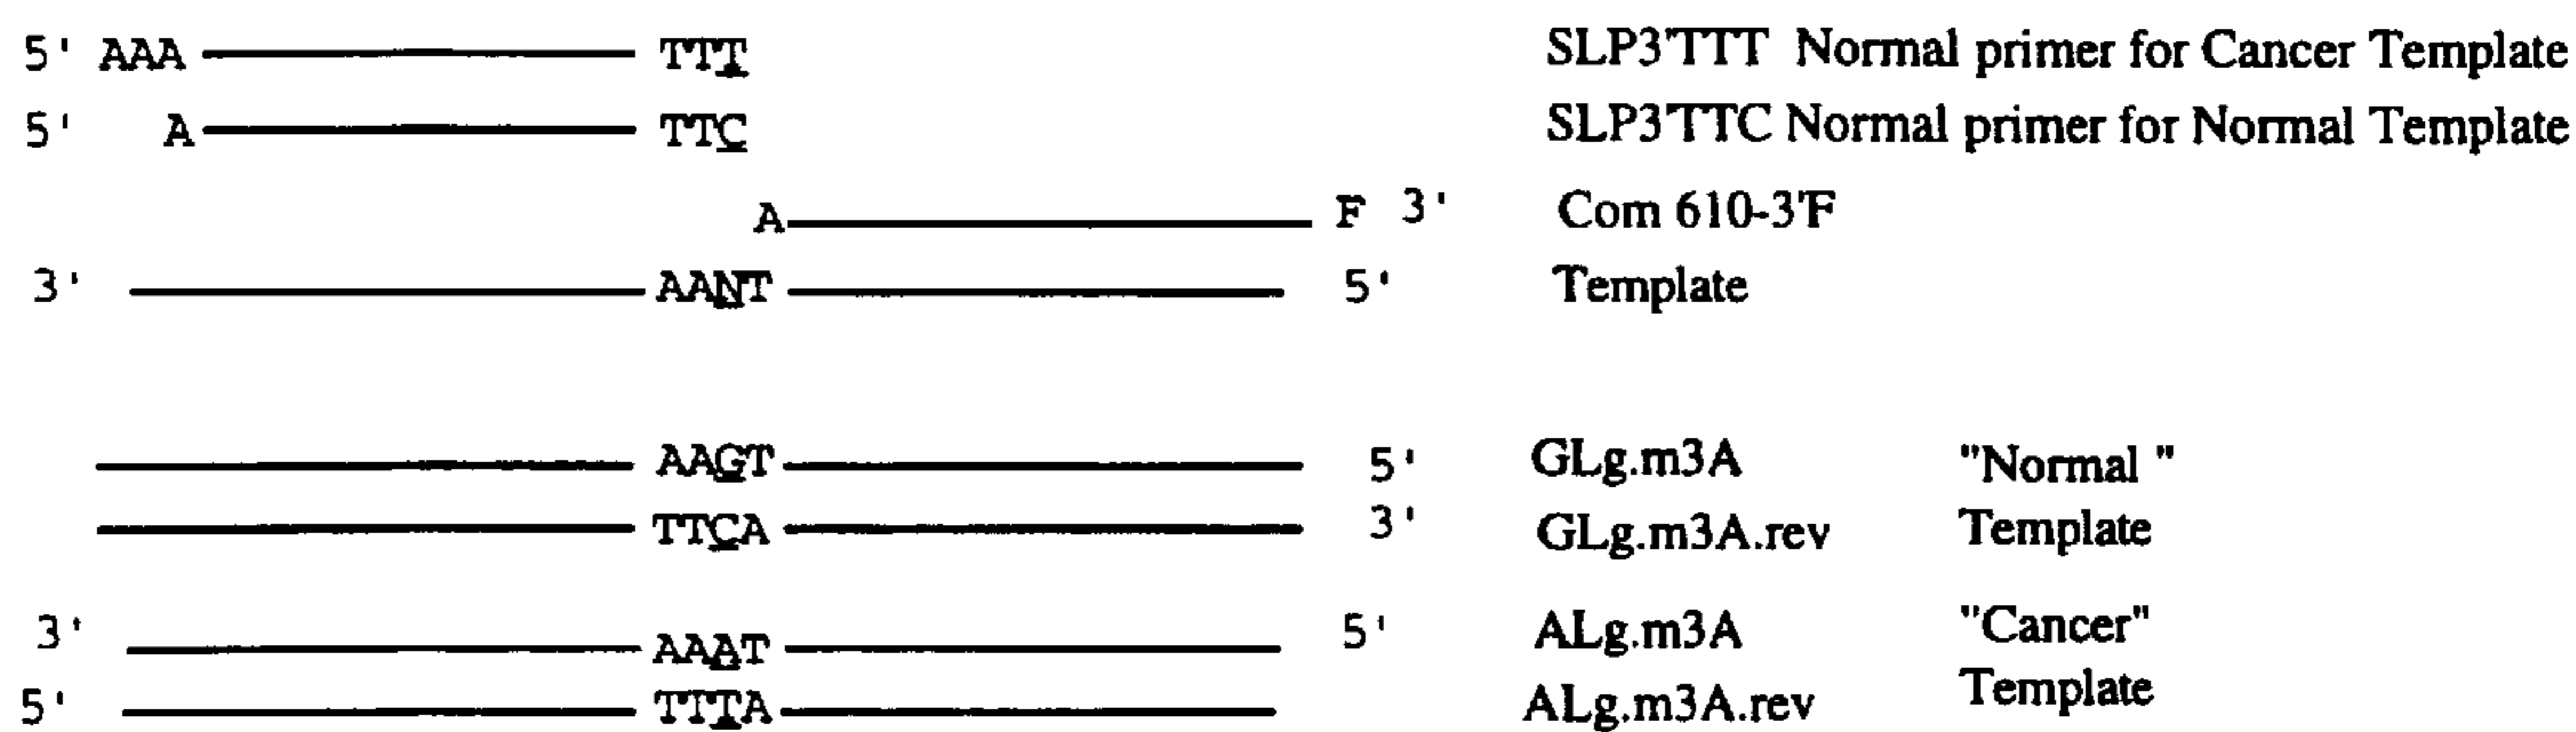 5' AAA TTT SLP3'TTT Normal primer for Cancer Template
5' A TTC SLP3'TTC Normal primer for Normal Template
A F 3' Com 610-3'F
3' AANT 5' Template
AAGT 5' GLg.m3A "Normal "
TTCA 3' GLg.m3A.rev Template
3' AAAT 5' ALg.m3A "Cancer"
5' TTTA ALg.m3A.rev Template